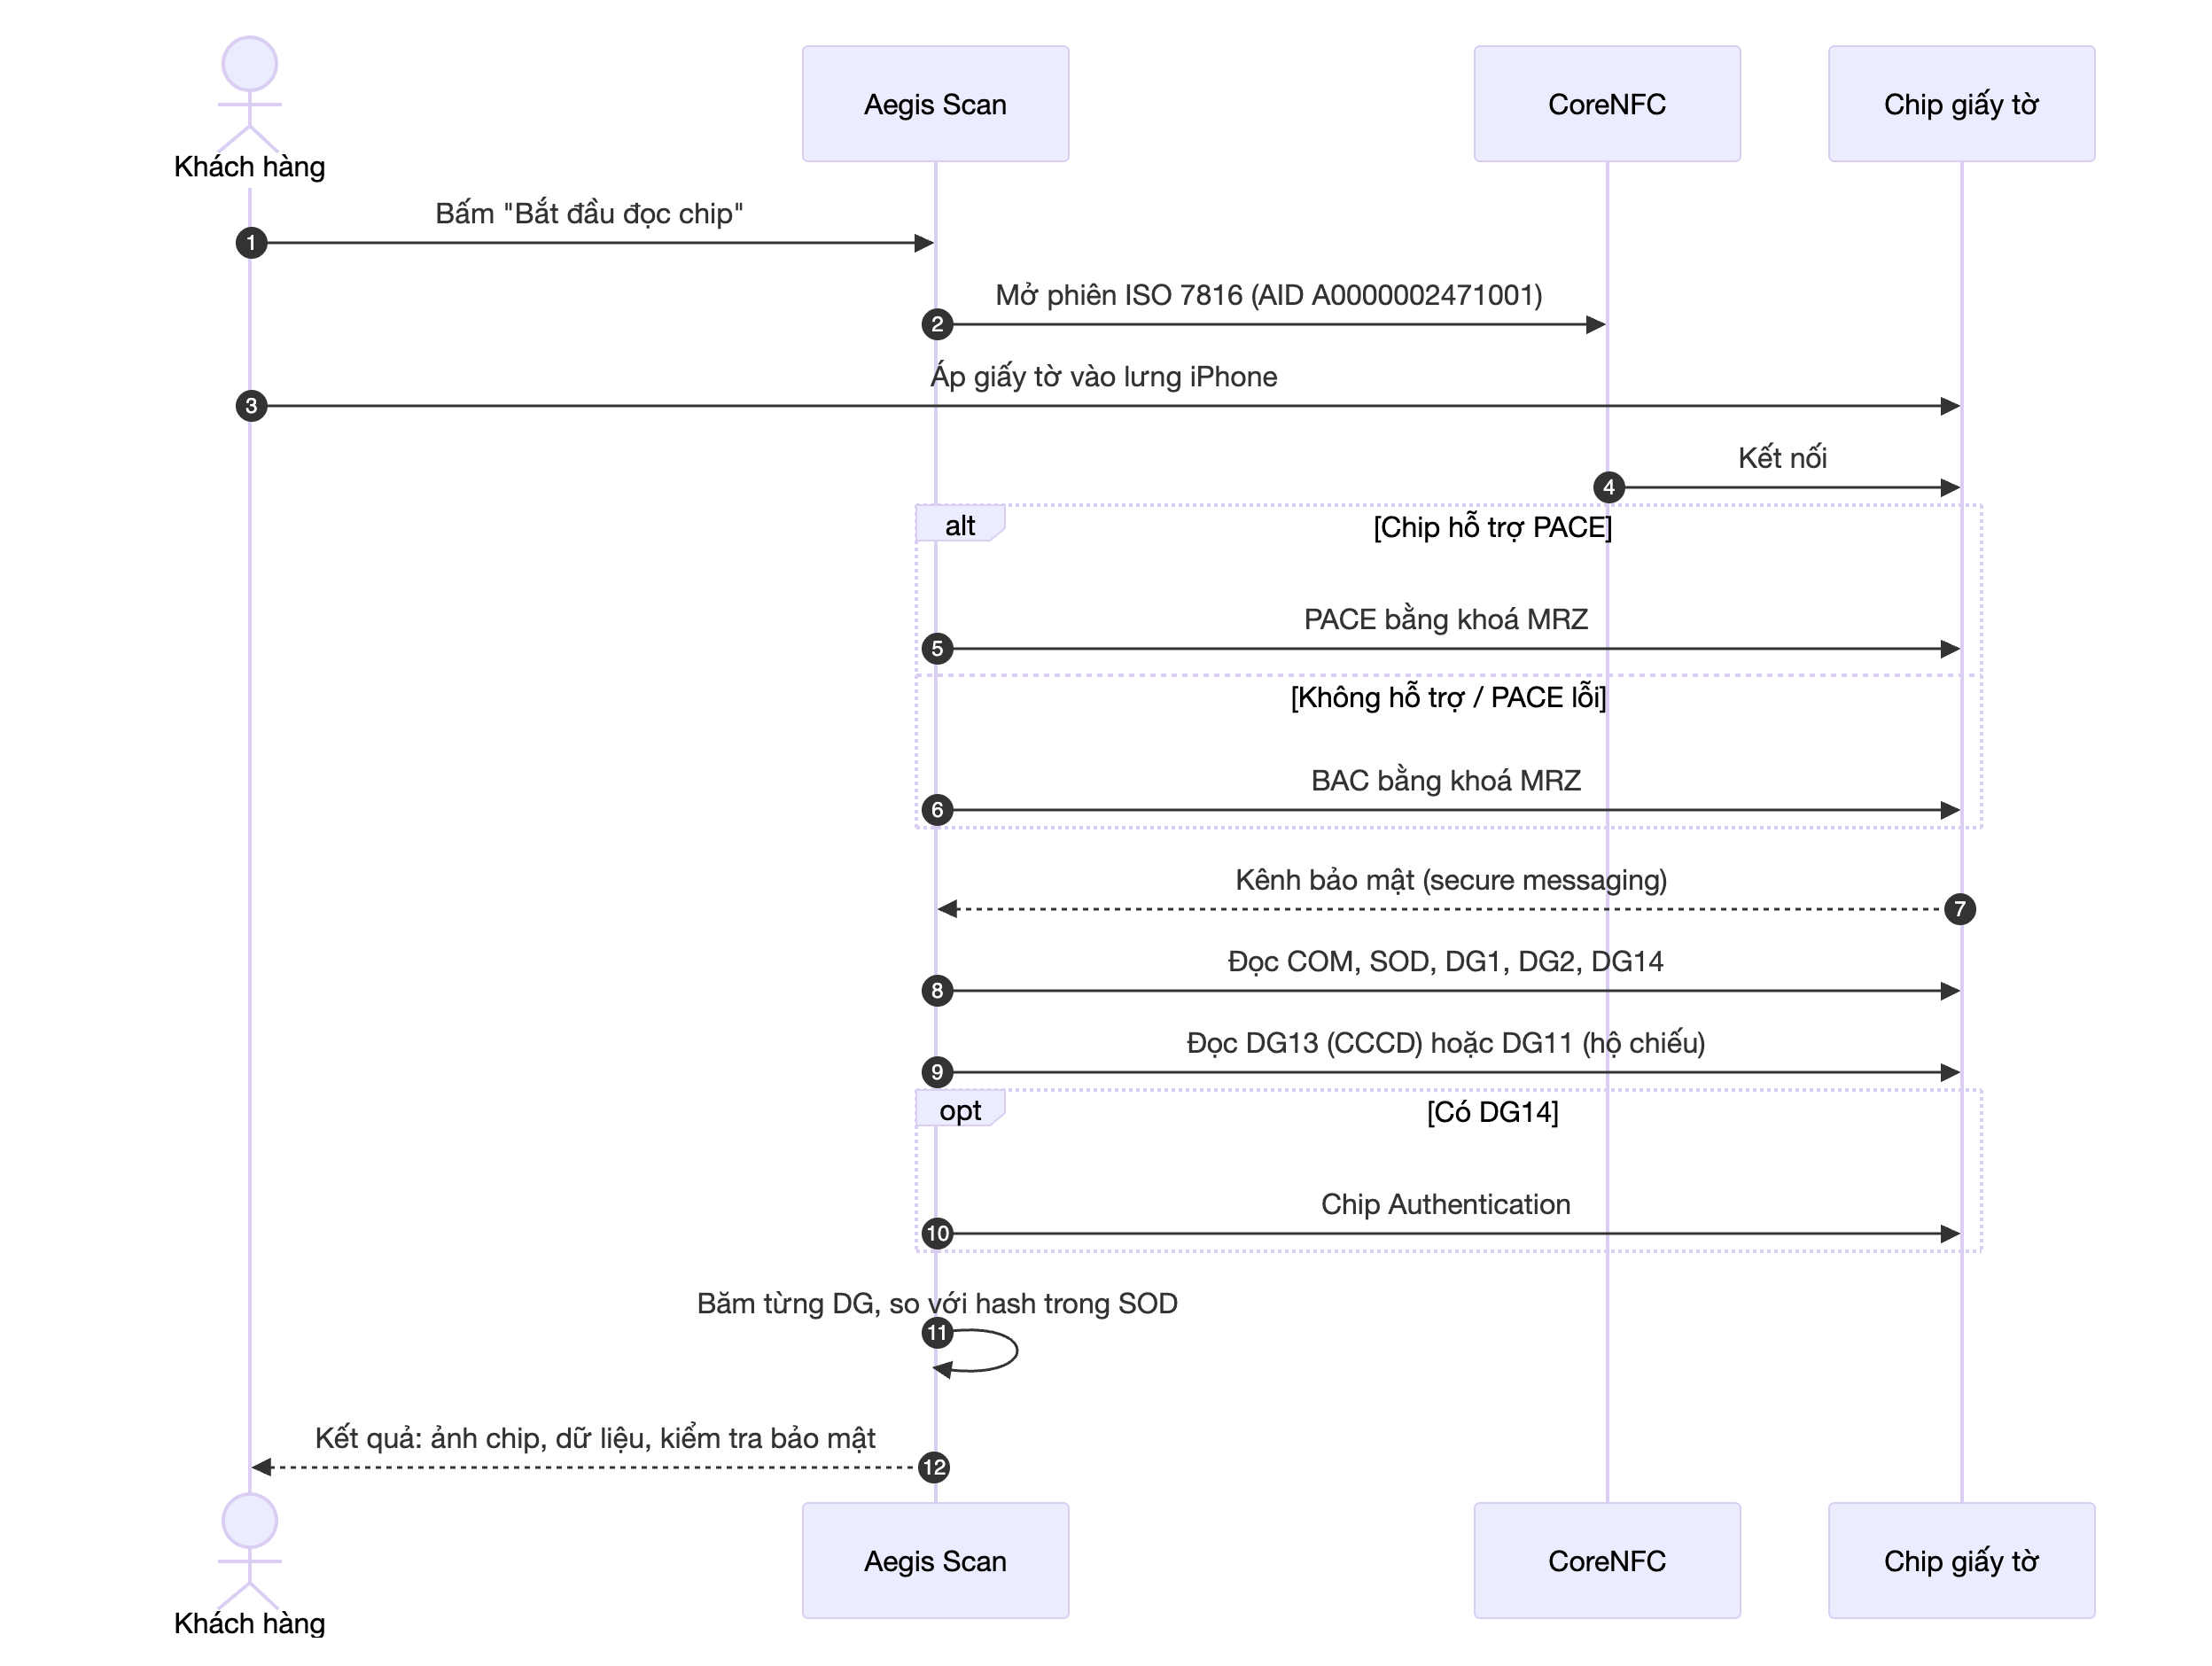 Khách hàng
Aegis Scan
CoreNFC
Chip giấy tờ
Bấm "Bắt đầu đọc chip"
1
Mở phiên ISO 7816 (AID A0000002471001)
2
Áp giấy tờ vào lưng iPhone
3
Kết nối
4
alt
[Chip hỗ trợ PACE]
PACE bằng khoá MRZ
5
[Không hỗ trợ / PACE lỗi]
BAC bằng khoá MRZ
6
Kênh bảo mật (secure messaging)
7
Đọc COM, SOD, DG1, DG2, DG14
8
Đọc DG13 (CCCD) hoặc DG11 (hộ chiếu)
9
opt
[Có DG14]
Chip Authentication
10
Băm từng DG, so với hash trong SOD
11
Kết quả: ảnh chip, dữ liệu, kiểm tra bảo mật
12
Khách hàng
Aegis Scan
CoreNFC
Chip giấy tờ